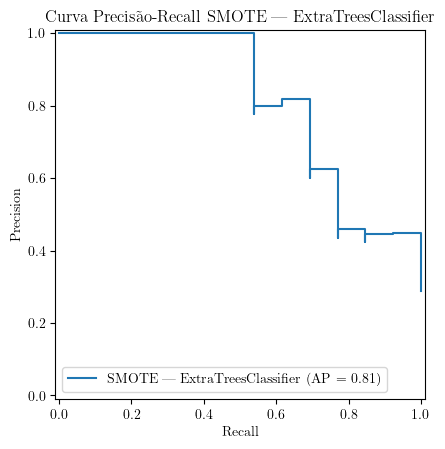 Curva Precisão-Recall SMOTE — ExtraTreesClassifier
1.0
0.8
0.6
0.4
0.2
0.0
Precision
SMOTE — ExtraTreesClassifier (AP = 0.81)
0.0 0.2 0.4 0.6 0.8 1.0
Recall